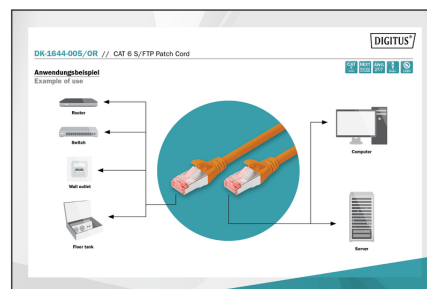 DIGITUS®
DK-1644-005/OR // CAT 6 S/FTP Patch Cord
Anwendungsbeispiel
Example of use
Router
Switch
Wall outlet
Floor tank
Computer
Server